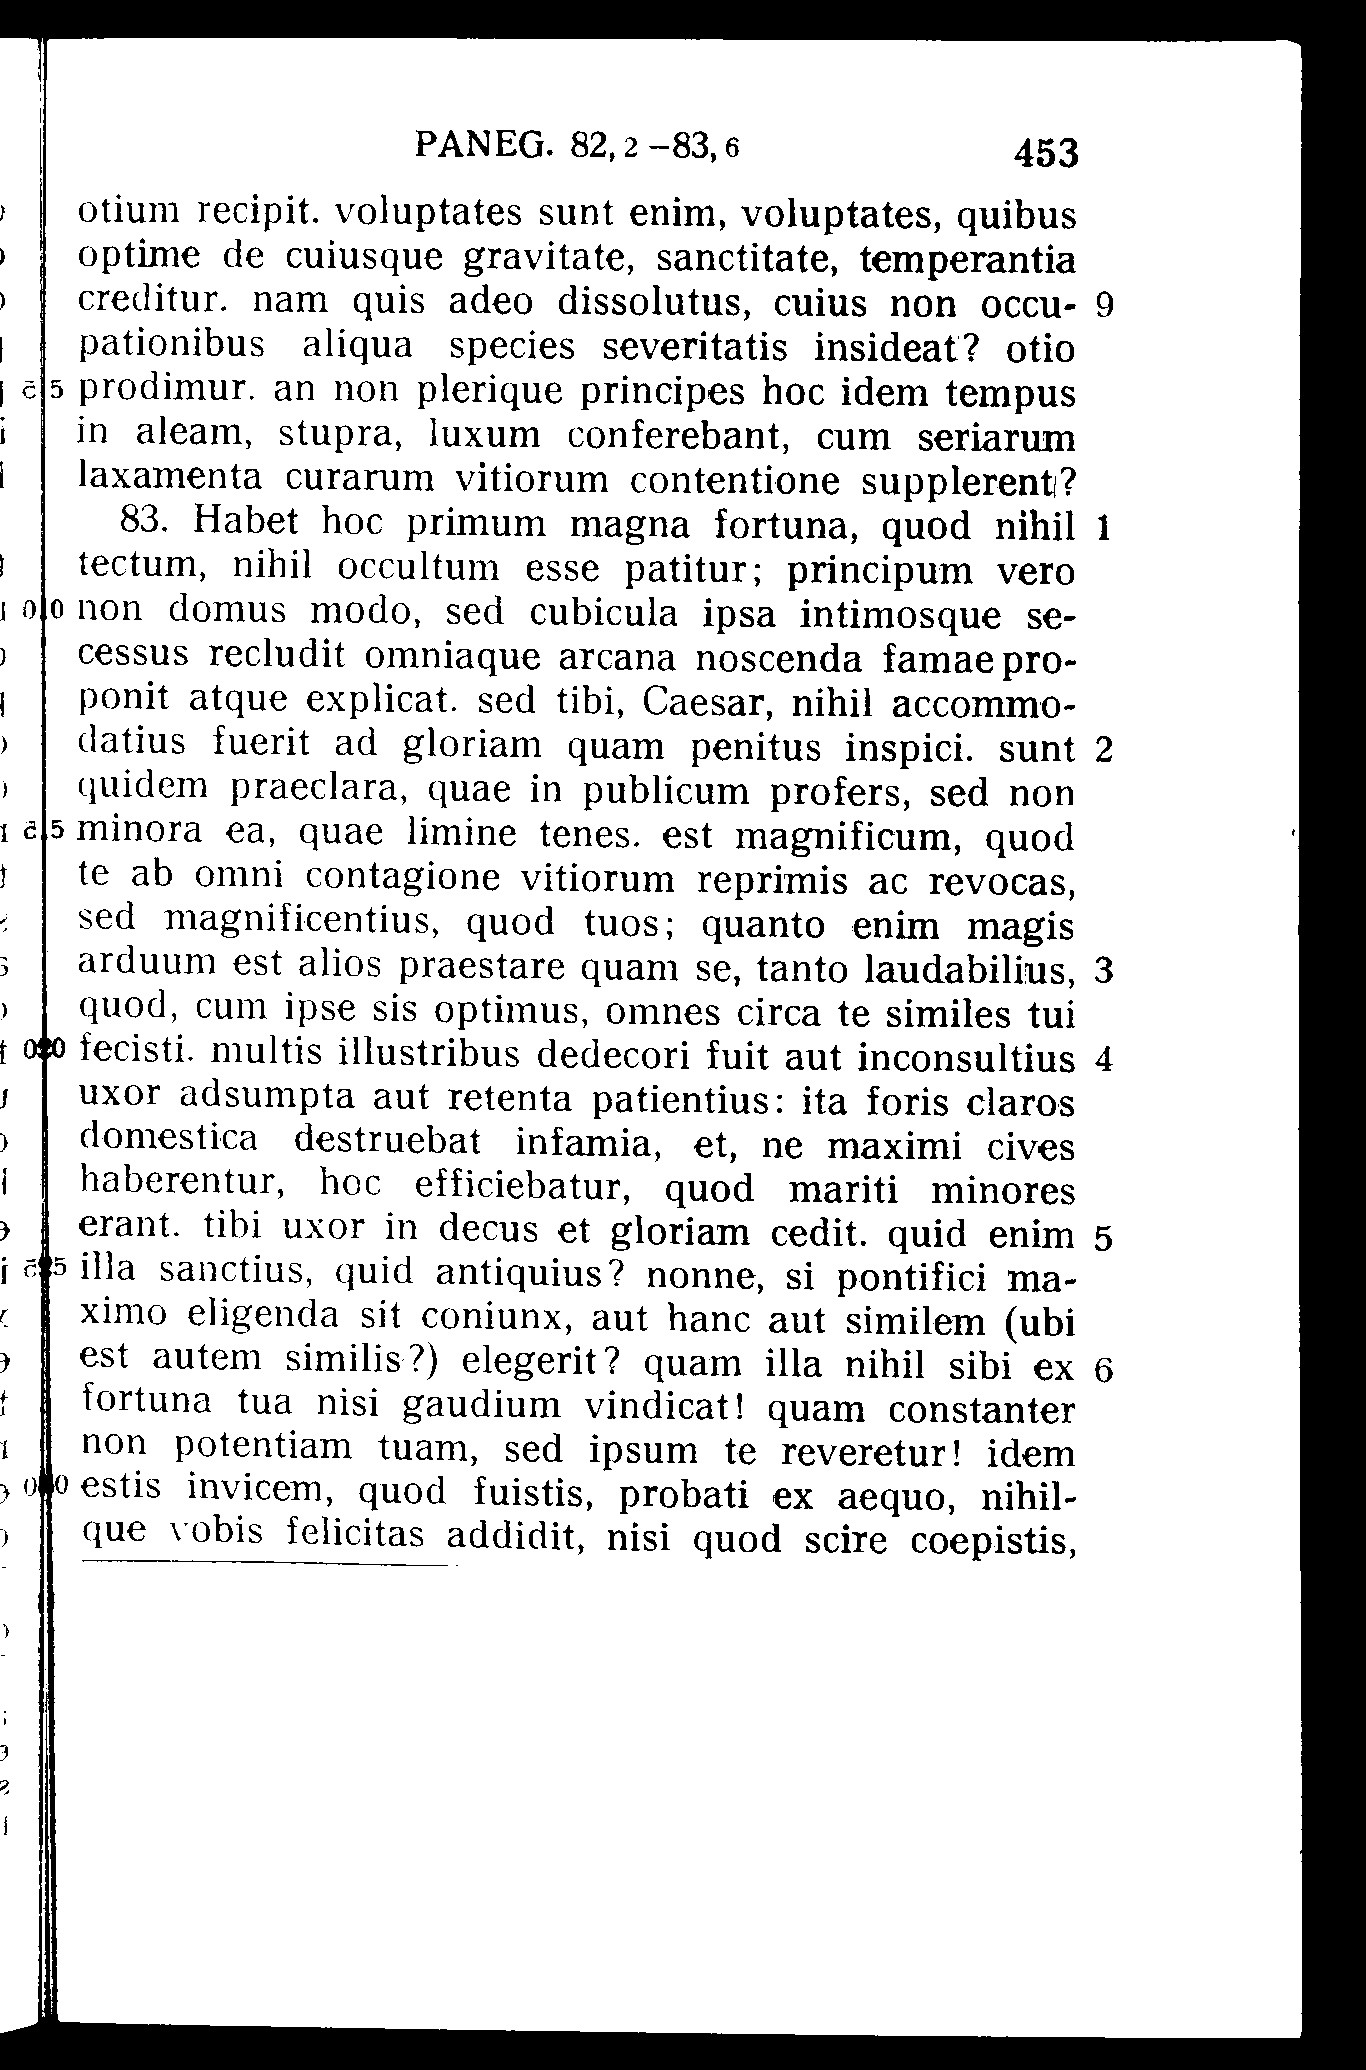 PANEG. 82, 2 –83, 6 453
otium recipit. voluptates sunt enim, voluptates, quibus
optime de cuiusque gravitate, sanctitate, temperantia
creditur. nam quis adeo dissolutus, cuius non occu- 9
pationibus aliqua species severitatis insideat? otio
5 prodimur. an non plerique principes hoc idem tempus
in aleam, stupra, luxum conferebant, cum seriarum
laxamenta curarum vitiorum contentione supplerent?
83. Habet hoc primum magna fortuna, quod nihil 1
tectum, nihil occultum esse patitur; principum vero
non domus modo, sed cubicula ipsa intimosque se-
cessus recludit omniaque arcana noscenda famae pro-
ponit atque explicat. sed tibi, Caesar, nihil accommo-
datius fuerit ad gloriam quam penitus inspici. sunt 2
quidem praeclara, quae in publicum profers, sed non
minora ea, quae limine tenes. est magnificum, quod
te ab omni contagione vitiorum reprimis ac revocas,
sed magnificentius, quod tuos; quanto enim magis
arduum est alios praestare quam se, tanto laudabilius, 3
quod, cum ipse sis optimus, omnes circa te similes tui
fecisti. multis illustribus dedecori fuit aut inconsultius 4
uxor adsumpta aut retenta patientius: ita foris claros
domestica destruebat infamia, et, ne maximi cives
haberentur, hoc efficiebatur, quod mariti minores
erant. tibi uxor in decus et gloriam cedit. quid enim 5
illa sanctius, quid antiquius? nonne, si pontifici ma-
ximo eligenda sit coniunx, aut hanc aut similem (ubi
est autem similis?) elegerit? quam illa nihil sibi ex 6
fortuna tua nisi gaudium vindicat! quam constanter
non potentiam tuam, sed ipsum te reveretur! idem
estis invicem, quod fuistis, probati ex aequo, nihil-
que vobis felicitas addidit, nisi quod scire coepistis,